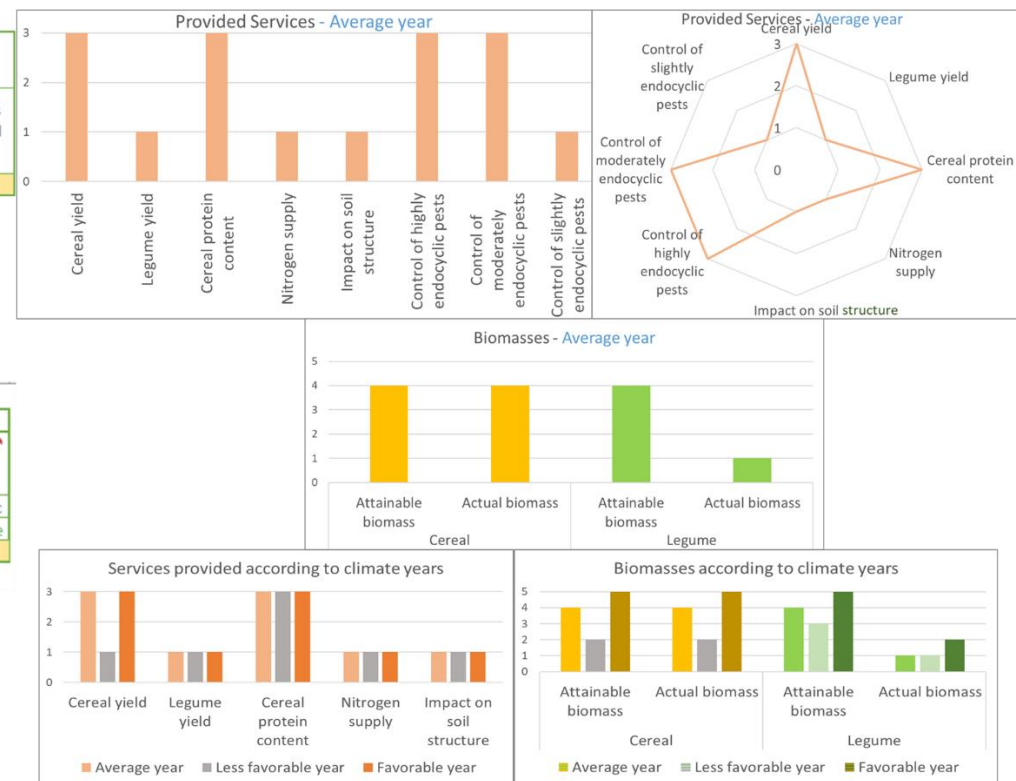 Provided Services - Average year
3
2
1
0
Cereal yield
Legume yield
Cereal protein
content
Nitrogen supply
Impact on soil
structure
Control of highly
endocyclic pests
Control of
moderately
endocyclic pests
Control of slightly
endocyclic pests
Provided Services - Average year
Cereal yield
3
2
1
0
Legume yield
Cereal protein
content
Nitrogen
supply
Impact on soil structure
Control of
highly
endocyclic
pests
Control of
moderately
endocyclic
pests
Control of
slightly
endocyclic
pests
Biomasses - Average year
5
4
3
2
1
0
Attainable
biomass
Actual biomass
Attainable
biomass
Actual biomass
Cereal
Legume
Services provided according to climate years
3
2
1
0
Cereal yield
Legume
yield
Cereal
protein
content
Nitrogen
supply
Impact on
soil
structure
Average year
Less favorable year
Favorable year
Biomasses according to climate years
5
4
3
2
1
0
Attainable
biomass
Actual biomass
Attainable
biomass
Actual biomass
Cereal
Legume
Average year
Less favorable year
Favorable year